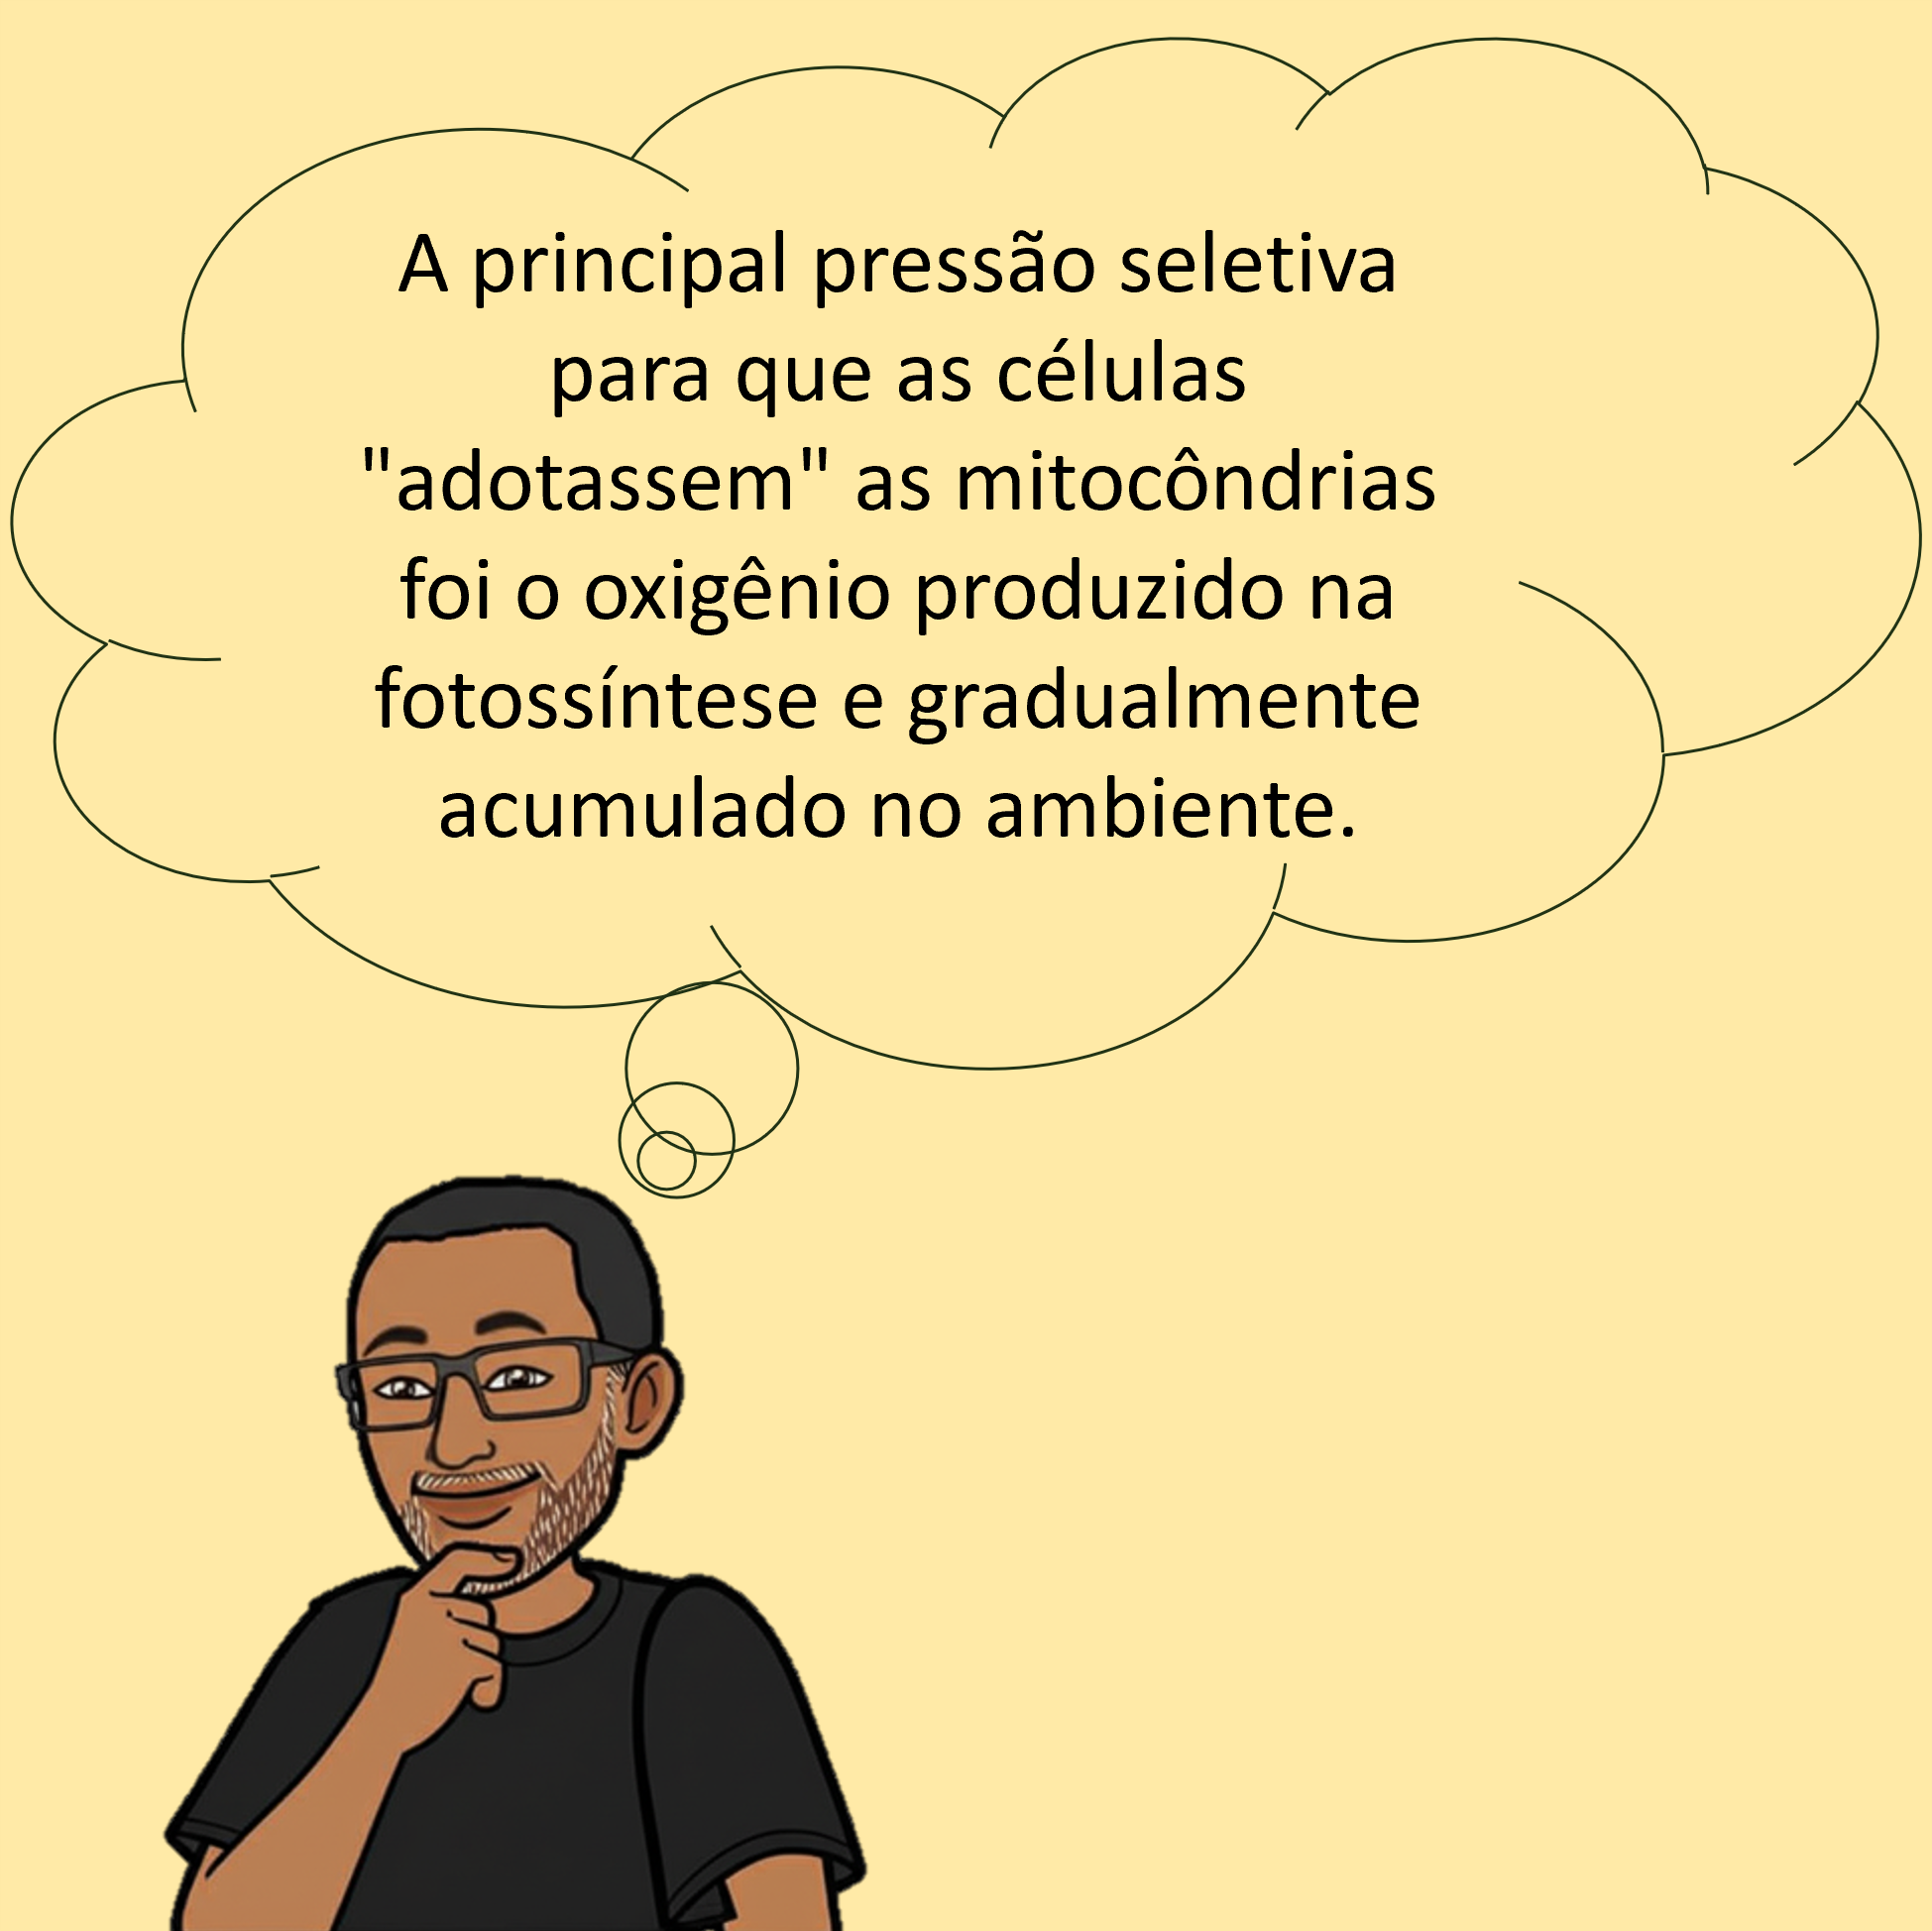 A principal pressão seletiva
para que as células
"adotassem" as mitocôndrias
foi o oxigênio produzido na
fotossíntese e gradualmente
acumulado no ambiente.